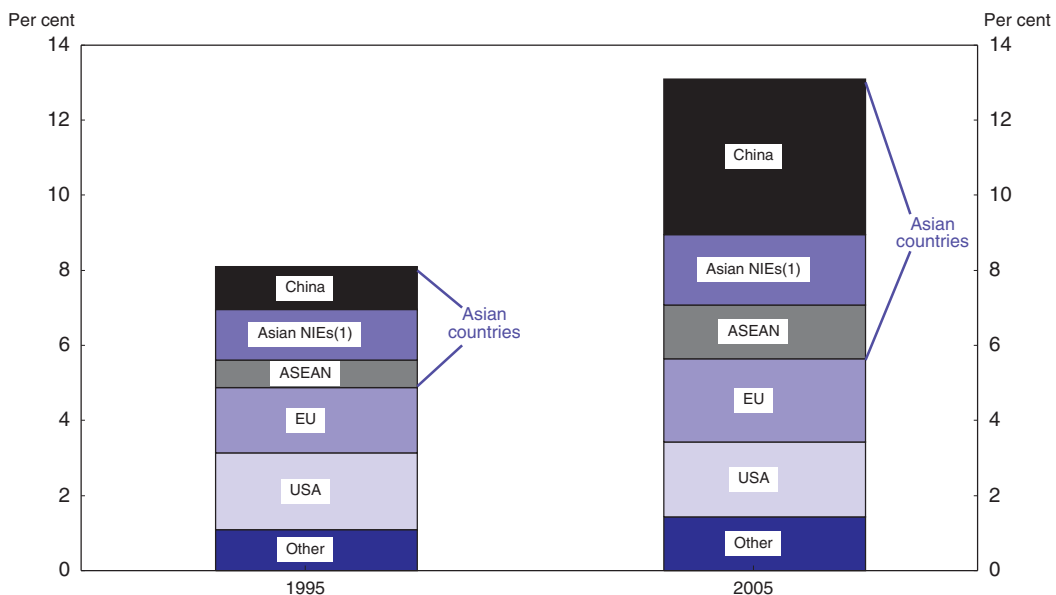 Per cent
Per cent
14
14
12
12
10
10
8
8
6
6
4
4
2
2
0
0
China
Asian NIEs(1)
ASEAN
EU
USA
Other
Asian
countries
China
Asian NIEs(1)
ASEAN
EU
USA
Other
Asian
countries
1995
2005